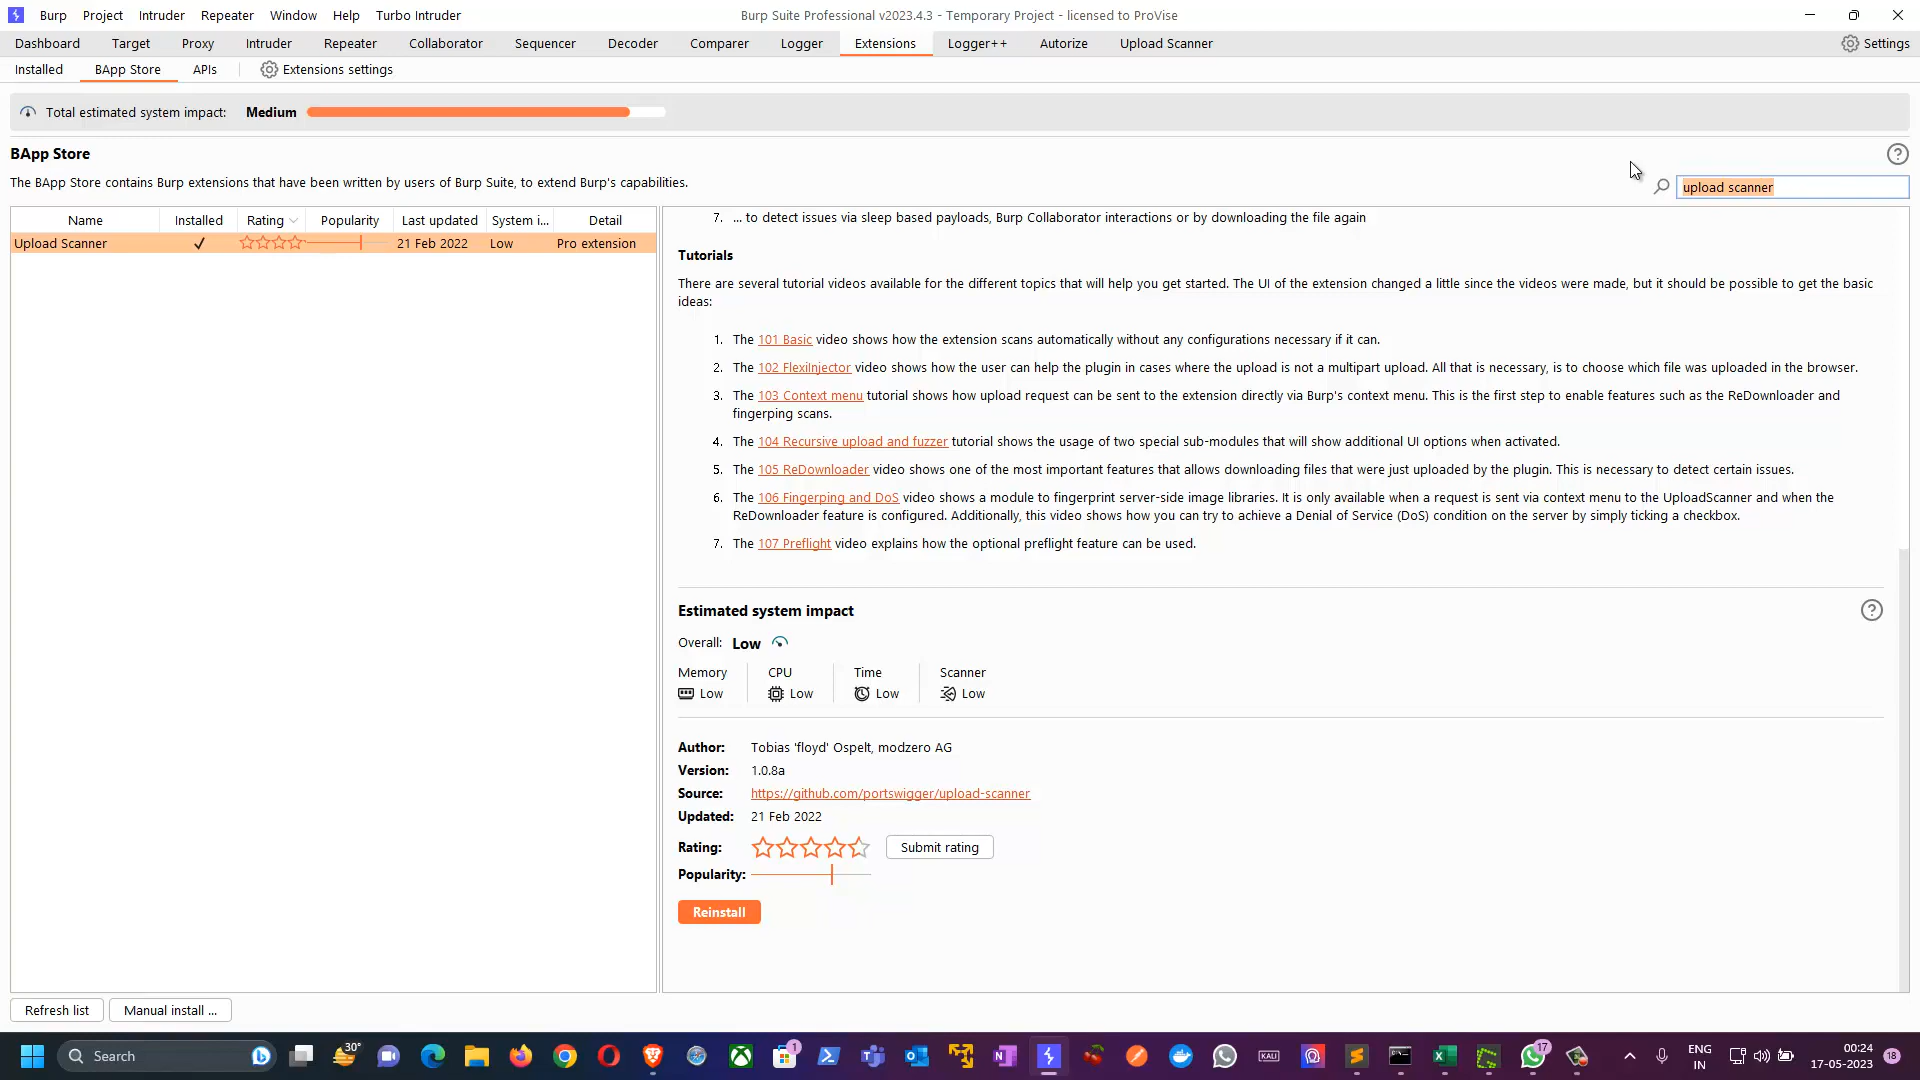 Burp Project Intruder Repeater Window Help Turbo Intruder
Burp Suite Professional v2023.4.3 - Temporary Project - licensed to ProVise
Dashboard Target Proxy Intruder Repeater Collaborator Sequencer Decoder Comparer Logger Extensions Logger++ Autorize Upload Scanner Settings
Installed BApp Store APIs Extensions settings
Total estimated system impact: Medium
BApp Store
The BApp Store contains Burp extensions that have been written by users of Burp Suite, to extend Burp's capabilities.
upload scanner
Name Installed Rating Popularity Last updated System i... Detail
Upload Scanner 21 Feb 2022 Low Pro extension
7. ... to detect issues via sleep based payloads, Burp Collaborator interactions or by downloading the file again
Tutorials
There are several tutorial videos available for the different topics that will help you get started. The UI of the extension changed a little since the videos were made, but it should be possible to get the basic
ideas:
1. The 101 Basic video shows how the extension scans automatically without any configurations necessary if it can.
2. The 102 FlexiInjector video shows how the user can help the plugin in cases where the upload is not a multipart upload. All that is necessary, is to choose which file was uploaded in the browser.
3. The 103 Context menu tutorial shows how upload request can be sent to the extension directly via Burp's context menu. This is the first step to enable features such as the ReDownloader and
fingerping scans.
4. The 104 Recursive upload and fuzzer tutorial shows the usage of two special sub-modules that will show additional UI options when activated.
5. The 105 ReDownloader video shows one of the most important features that allows downloading files that were just uploaded by the plugin. This is necessary to detect certain issues.
6. The 106 Fingerping and DoS video shows a module to fingerprint server-side image libraries. It is only available when a request is sent via context menu to the UploadScanner and when the
ReDownloader feature is configured. Additionally, this video shows how you can try to achieve a Denial of Service (DoS) condition on the server by simply ticking a checkbox.
7. The 107 Preflight video explains how the optional preflight feature can be used.
Estimated system impact
Overall: Low
Memory CPU Time Scanner
Low Low Low Low
Author: Tobias 'floyd' Ospelt, modzero AG
Version: 1.0.8a
Source: https://github.com/portswigger/upload-scanner
Updated: 21 Feb 2022
Rating: Submit rating
Popularity:
Reinstall
Refresh list Manual install ...
Search 30° 1 KALI 17 ENG 00:24
IN 17-05-2023 18